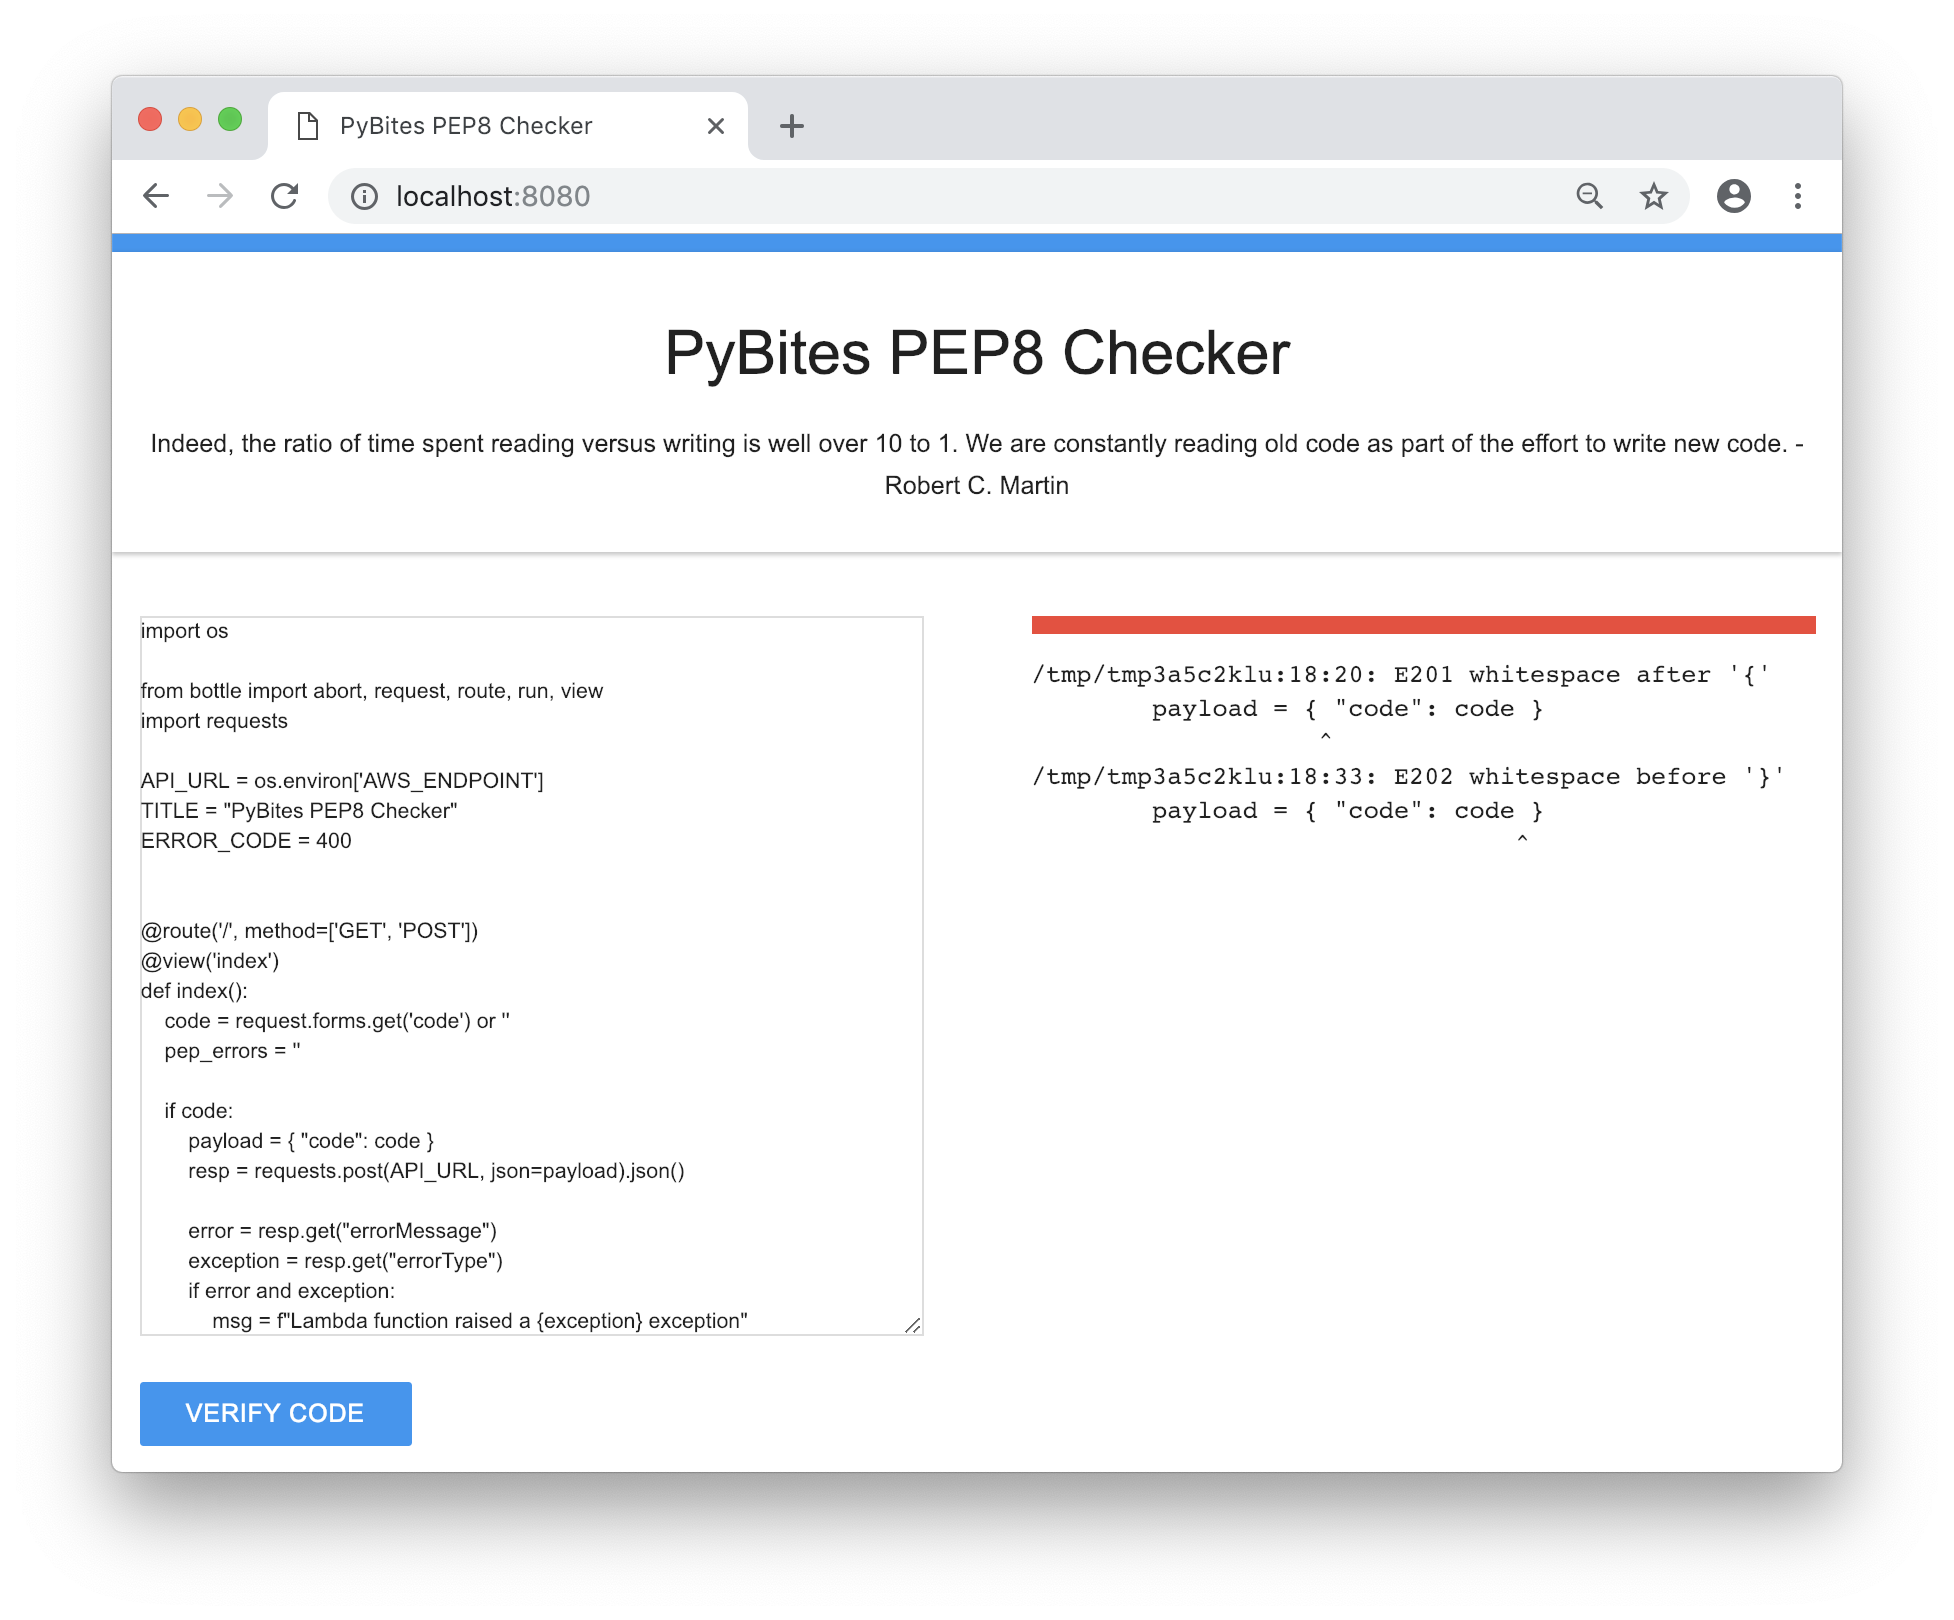 PyBites PEP8 Checker
localhost:8080
PyBites PEP8 Checker
Indeed, the ratio of time spent reading versus writing is well over 10 to 1. We are constantly reading old code as part of the effort to write new code. -
Robert C. Martin
import os
from bottle import abort, request, route, run, view
import requests
API_URL = os.environ['AWS_ENDPOINT']
TITLE = "PyBites PEP8 Checker"
ERROR_CODE = 400
@route('/', method=['GET', 'POST'])
@view('index')
def index():
    code = request.forms.get('code') or ''
    pep_errors = ''
    if code:
        payload = { "code": code }
        resp = requests.post(API_URL, json=payload).json()
        error = resp.get("errorMessage")
        exception = resp.get("errorType")
        if error and exception:
            msg = f"Lambda function raised a {exception} exception"
VERIFY CODE
/tmp/tmp3a5c2klu:18:20: E201 whitespace after '{'
        payload = { "code": code }
                   ^
/tmp/tmp3a5c2klu:18:33: E202 whitespace before '}'
        payload = { "code": code }
                                ^